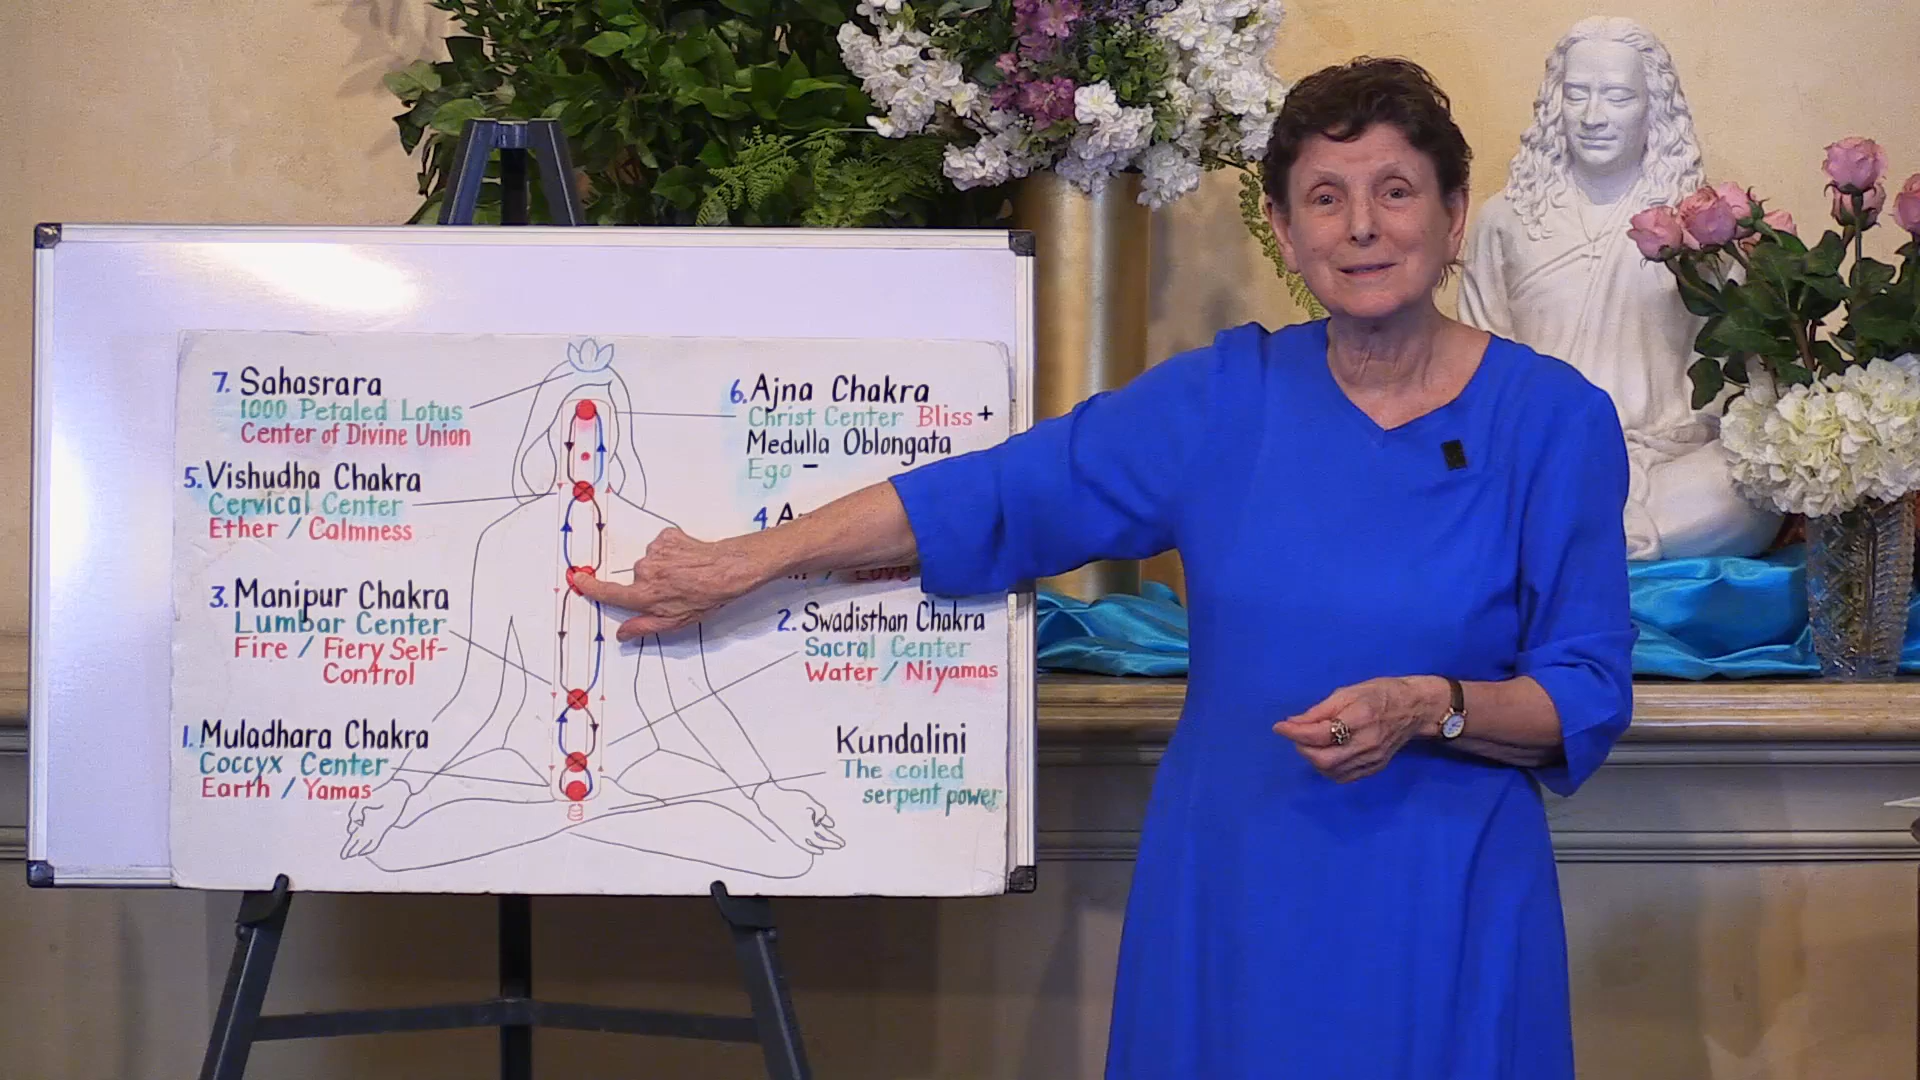 7. Sahasrara
1000 Petaled Lotus
Center of Divine Union
6. Ajna Chakra
Christ Center Bliss +
Medulla Oblongata
Ego -
5. Vishudha Chakra
Cervical Center
Ether / Calmness
4. A
/ Love
3. Manipur Chakra
Lumbar Center
Fire / Fiery Self-
Control
2. Swadisthan Chakra
Sacral Center
Water / Niyamas
1. Muladhara Chakra
Coccyx Center
Earth / Yamas
Kundalini
The coiled
serpent power